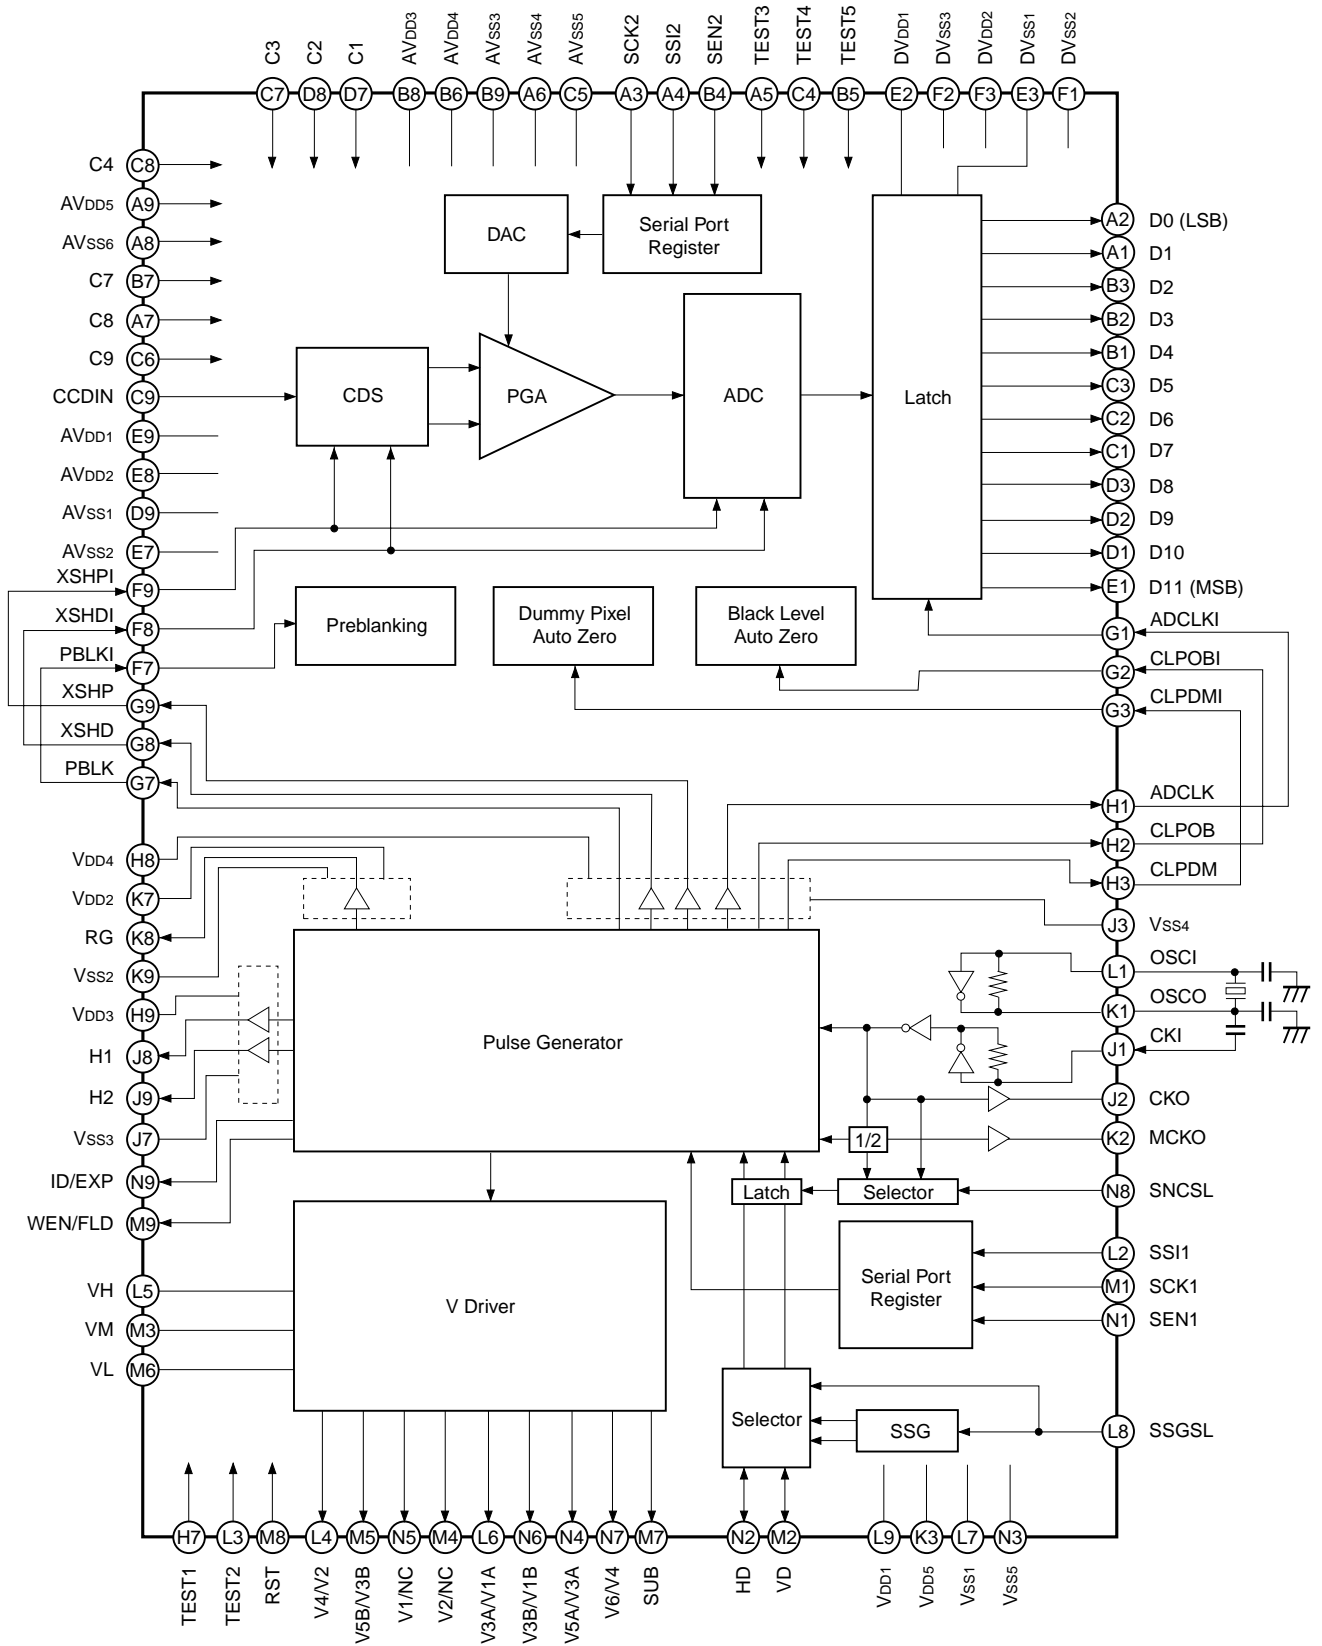 C3 C2 C1 AVDD3 AVDD4 AVSS3 AVSS4 AVSS5 SCK2 SSI2 SEN2 TEST3 TEST4 TEST5 DVDD1 DVSS3 DVDD2 DVSS1 DVSS2
C7 D8 D7 B8 B6 B9 A6 C5 A3 A4 B4 A5 C4 B5 E2 F2 F3 E3 F1
C4 C8
AVDD5 A9
AVSS6 A8
C7 B7
C8 A7
C9 C6
CCDIN C9
AVDD1 E9
AVDD2 E8
AVSS1 D9
AVSS2 E7
XSHPI F9
XSHDI F8
PBLKI F7
XSHP G9
XSHD G8
PBLK G7
VDD4 H8
VDD2 K7
RG K8
VSS2 K9
VDD3 H9
H1 J8
H2 J9
VSS3 J7
ID/EXP N9
WEN/FLD M9
VH L5
VM M3
VL M6
DAC
Serial Port
Register
CDS
PGA
ADC
Latch
Preblanking
Dummy Pixel
Auto Zero
Black Level
Auto Zero
Pulse Generator
1/2
Latch
Selector
V Driver
Serial Port
Register
Selector
SSG
A2 D0 (LSB)
A1 D1
B3 D2
B2 D3
B1 D4
C3 D5
C2 D6
C1 D7
D3 D8
D2 D9
D1 D10
E1 D11 (MSB)
G1 ADCLKI
G2 CLPOBI
G3 CLPDMI
H1 ADCLK
H2 CLPOB
H3 CLPDM
J3 VSS4
L1 OSCI
K1 OSCO
J1 CKI
J2 CKO
K2 MCKO
N8 SNCSL
L2 SSI1
M1 SCK1
N1 SEN1
L8 SSGSL
H7 L3 M8 L4 M5 N5 M4 L6 N6 N4 N7 M7 N2 M2 L9 K3 L7 N3
TEST1 TEST2 RST V4/V2 V5B/V3B V1/NC V2/NC V3A/V1A V3B/V1B V5A/V3A V6/V4 SUB HD VD VDD1 VDD5 VSS1 VSS5